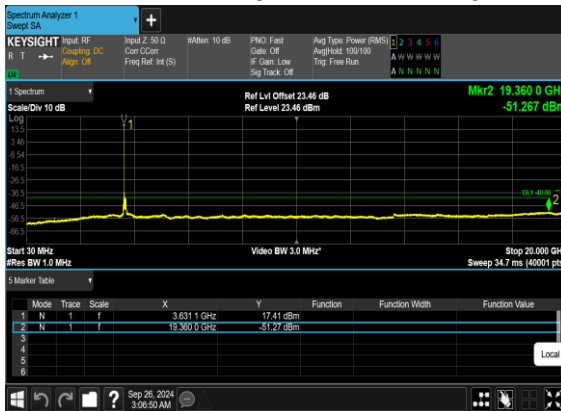 Spectrum Analyzer 1
Swept SA
KEYSIGHT Input: RF Input Z: 50 Ω #Atten: 10 dB PNO: Fast Avg Type: Power (RMS) 1 2 3 4 5 6
R T Coupling: DC Corr CCorr Gate: Off Avg|Hold: 100/100 A W W W W W
Align: Off Freq Ref: Int (S) IF Gain: Low Trig: Free Run
Sig Track: Off A N N N N N
1 Spectrum Ref Lvl Offset 23.46 dB Mkr2 19.360 0 GH
Scale/Div 10 dB Ref Level 23.46 dBm -51.267 dBm
Log
1
13.5
3.46
-6.54
-16.5
-26.5
-36.5 DL1 -40.00
2
-46.5
-56.5
-66.5
Start 30 MHz Video BW 3.0 MHz* Stop 20.000 GH
#Res BW 1.0 MHz Sweep 34.7 ms (40001 pts
5 Marker Table
Mode Trace Scale X Y Function Function Width Function Value
1 N 1 f 3.631 1 GHz 17.41 dBm
2 N 1 f 19.360 0 GHz -51.27 dBm
3
4
5
6
Local
? Sep 26, 2024
3:06:50 AM